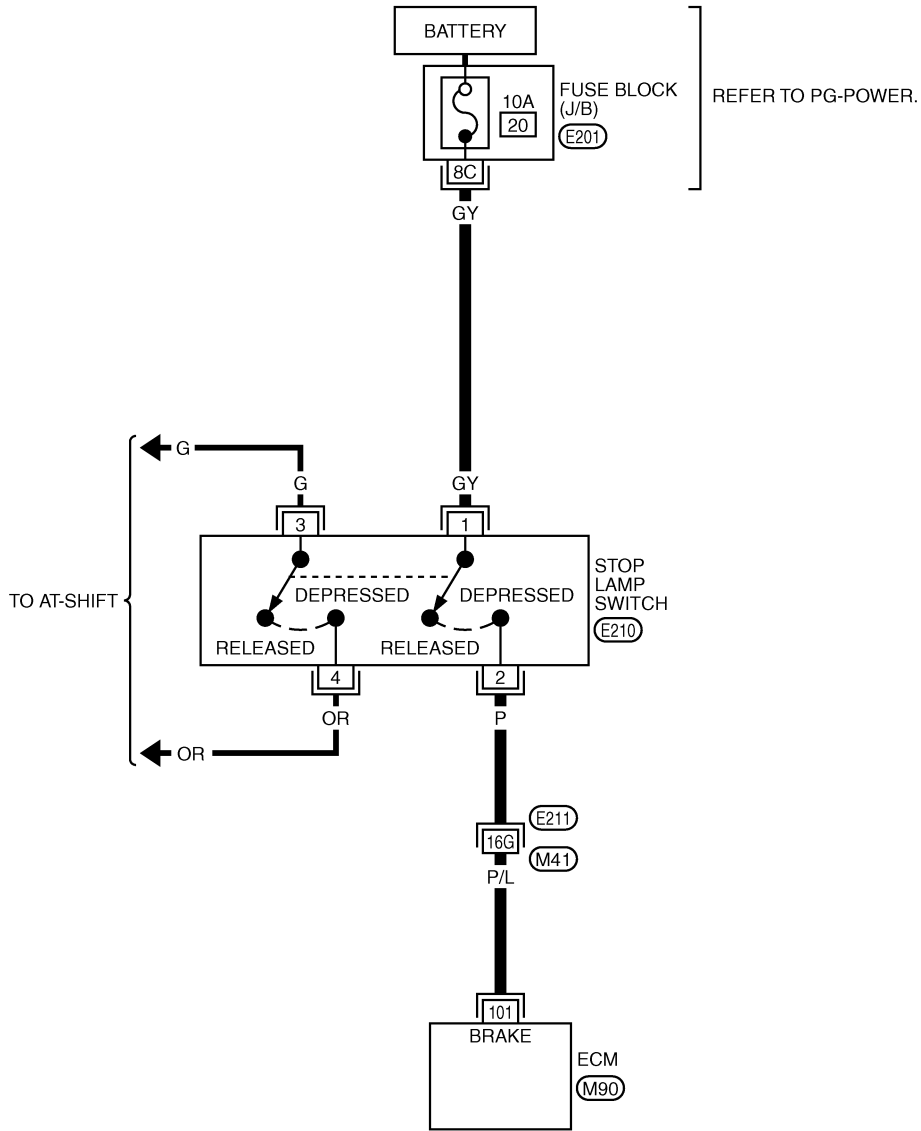 BATTERY
FUSE BLOCK
(J/B)
10A
20
E201
REFER TO PG-POWER.
8C
GY
G
G
GY
3
1
TO AT-SHIFT
DEPRESSED
DEPRESSED
RELEASED
RELEASED
STOP
LAMP
SWITCH
E210
4
2
OR
P
OR
E211
16G
M41
P/L
101
BRAKE
ECM
M90